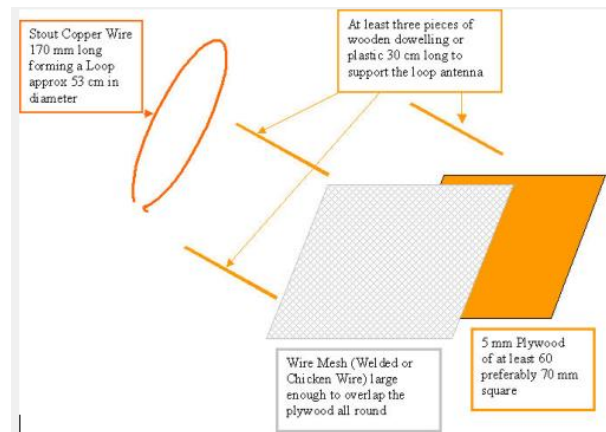 Stout Copper Wire
170 mm long
forming a Loop
approx 53 cm in
diameter
At least three pieces of
wooden dowelling or
plastic 30 cm long to
support the loop antenna
Wire Mesh (Welded or
Chicken Wire) large
enough to overlap the
plywood all round
5 mm Plywood
of at least 60
preferably 70 mm
square